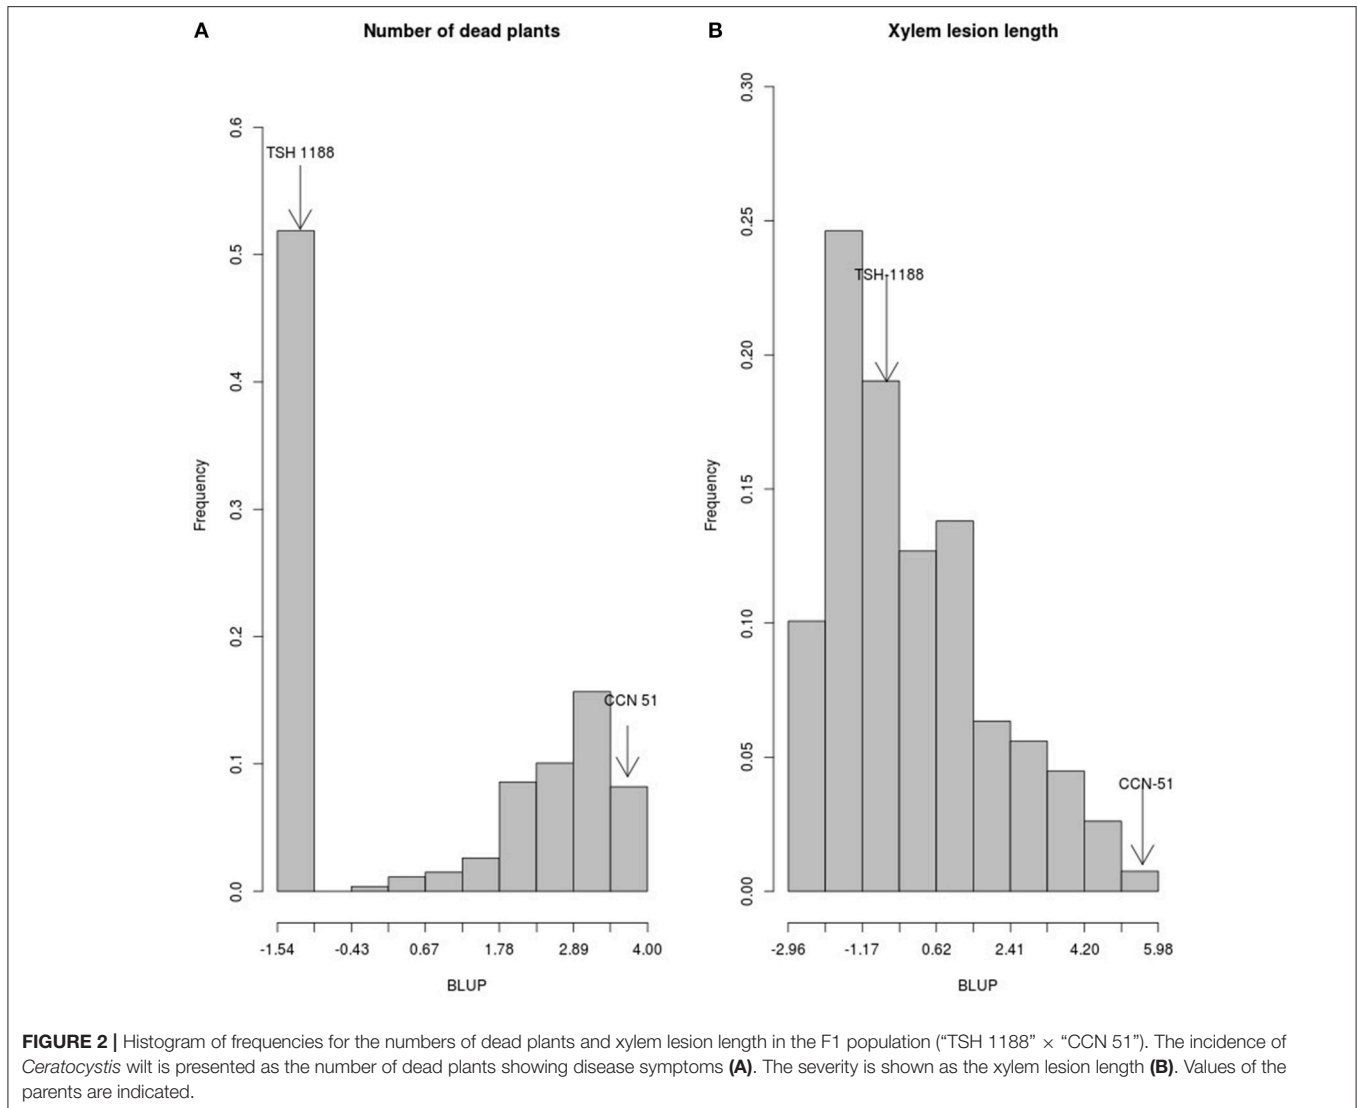 A Number of dead plants
0.6
0.5
0.4
0.3
0.2
0.1
0.0
Frequency
TSH 1188
CCN 51
-1.54 -0.43 0.67 1.78 2.89 4.00
BLUP
B Xylem lesion length
0.30
0.25
0.20
0.15
0.10
0.05
0.00
Frequency
TSH-1188
CCN-51
-2.96 -1.17 0.62 2.41 4.20 5.98
BLUP
FIGURE 2 | Histogram of frequencies for the numbers of dead plants and xylem lesion length in the F1 population (“TSH 1188” × “CCN 51”). The incidence of
Ceratocystis wilt is presented as the number of dead plants showing disease symptoms (A). The severity is shown as the xylem lesion length (B). Values of the
parents are indicated.